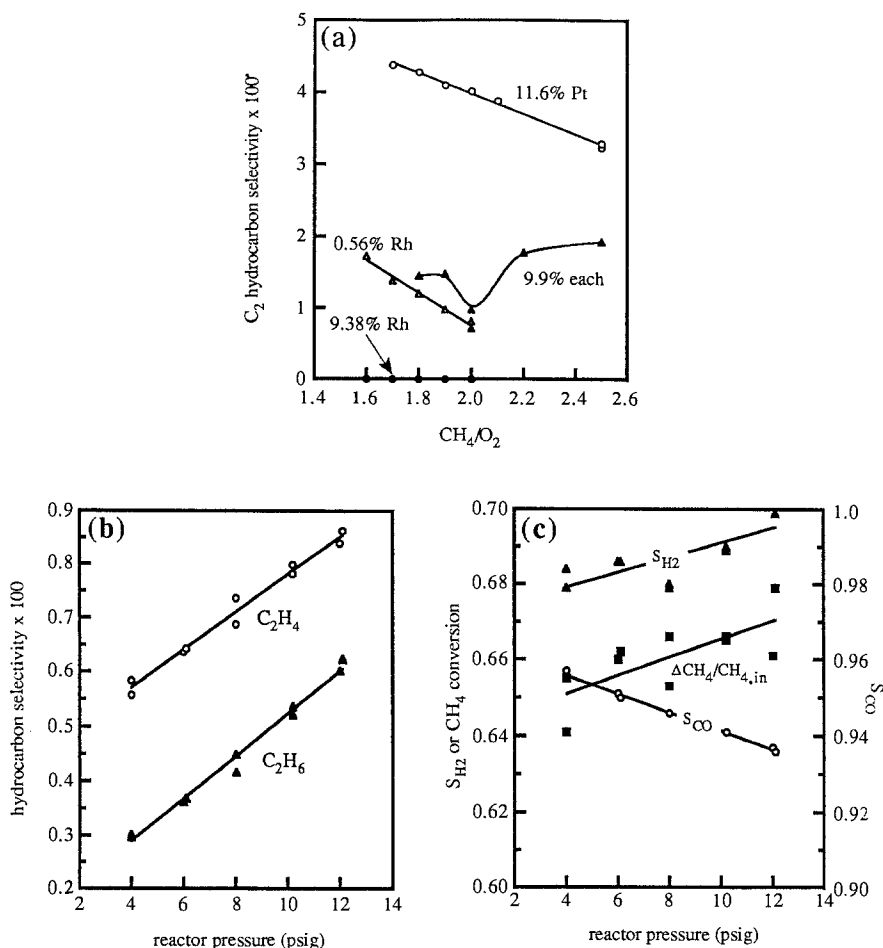 (a)
C₂ hydrocarbon selectivity x 100
5
4
3
2
1
0
11.6% Pt
0.56% Rh
9.9% each
9.38% Rh
1.4 1.6 1.8 2.0 2.2 2.4 2.6
CH₄/O₂
(b)
hydrocarbon selectivity x 100
0.9
0.8
0.7
0.6
0.5
0.4
0.3
0.2
C₂H₄
C₂H₆
2 4 6 8 10 12 14
reactor pressure (psig)
(c)
S_H2 or CH₄ conversion
0.70
0.68
0.66
0.64
0.62
0.60
S_H2
ΔCH₄/CH₄,in
S_CO
1.0
0.98
0.96
0.94
0.92
0.90
S_CO
2 4 6 8 10 12 14
reactor pressure (psig)